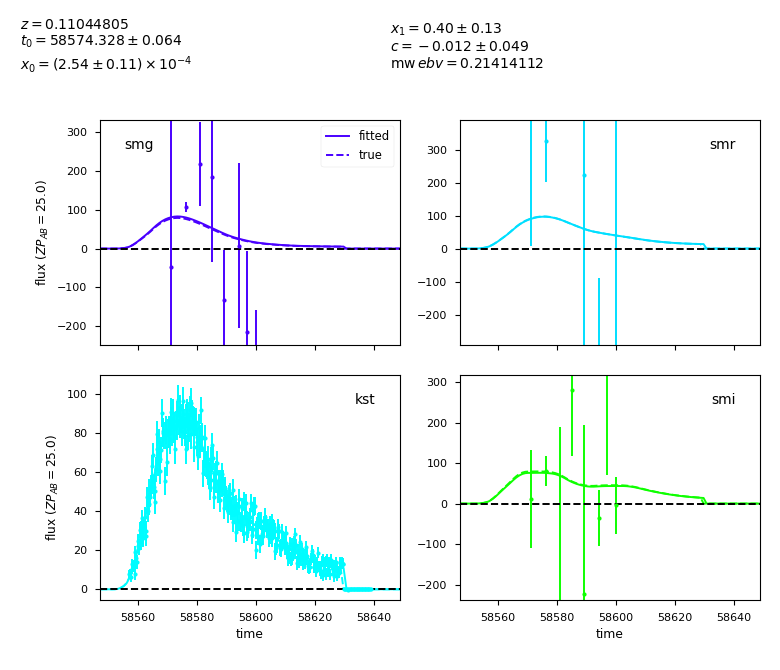 z = 0.11044805
t₀ = 58574.328 ± 0.064
x₀ = (2.54 ± 0.11) × 10⁻⁴
x₁ = 0.40 ± 0.13
c = −0.012 ± 0.049
mw ebv = 0.21414112
smg
fitted
true
300
200
100
0
−100
−200
flux (ZP_AB = 25.0)
smr
300
200
100
0
−100
−200
kst
100
80
60
40
20
0
flux (ZP_AB = 25.0)
58560 58580 58600 58620 58640
time
smi
300
200
100
0
−100
−200
58560 58580 58600 58620 58640
time